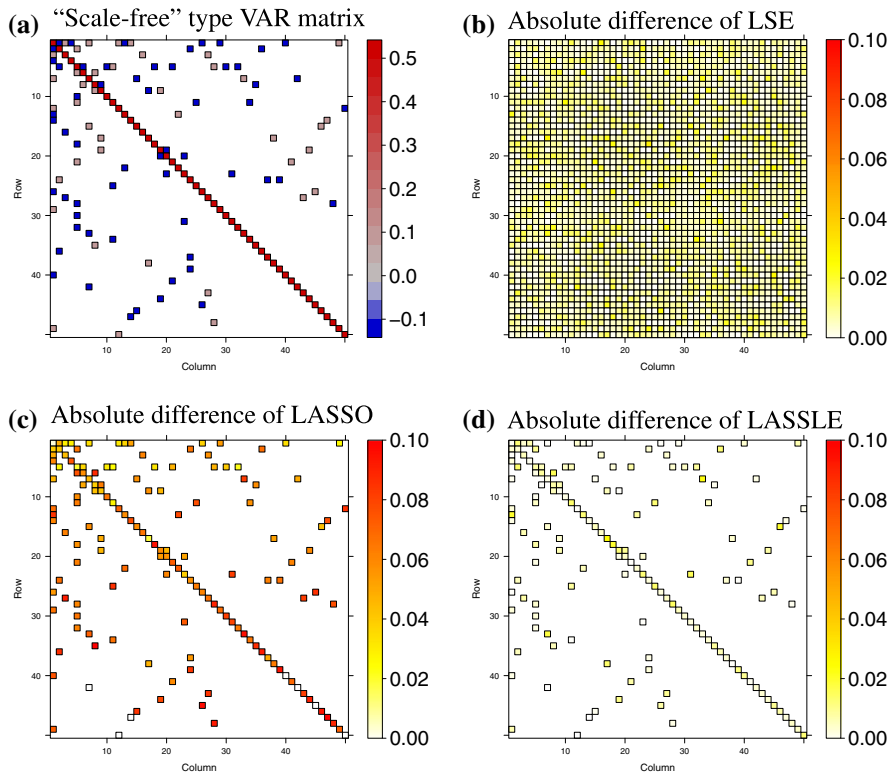 (a) “Scale-free” type VAR matrix
10
20
30
40
Row
10 20 30 40
Column
0.5
0.4
0.3
0.2
0.1
0.0
−0.1
(b) Absolute difference of LSE
10
20
30
40
Row
10 20 30 40
Column
0.10
0.08
0.06
0.04
0.02
0.00
(c) Absolute difference of LASSO
10
20
30
40
Row
10 20 30 40
Column
0.10
0.08
0.06
0.04
0.02
0.00
(d) Absolute difference of LASSLE
10
20
30
40
Row
10 20 30 40
Column
0.10
0.08
0.06
0.04
0.02
0.00